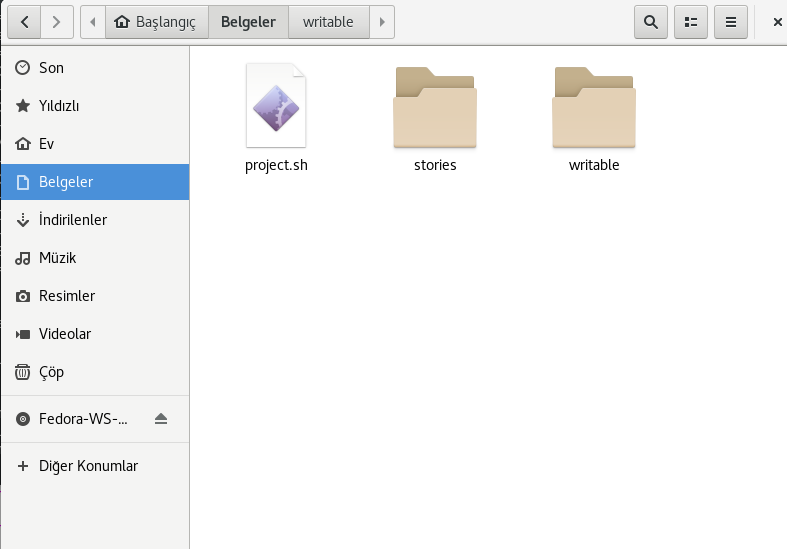 Başlangıç
Belgeler
writable
Son
Yıldızlı
Ev
Belgeler
İndirilenler
Müzik
Resimler
Videolar
Çöp
Fedora-WS-...
Diğer Konumlar
project.sh
stories
writable